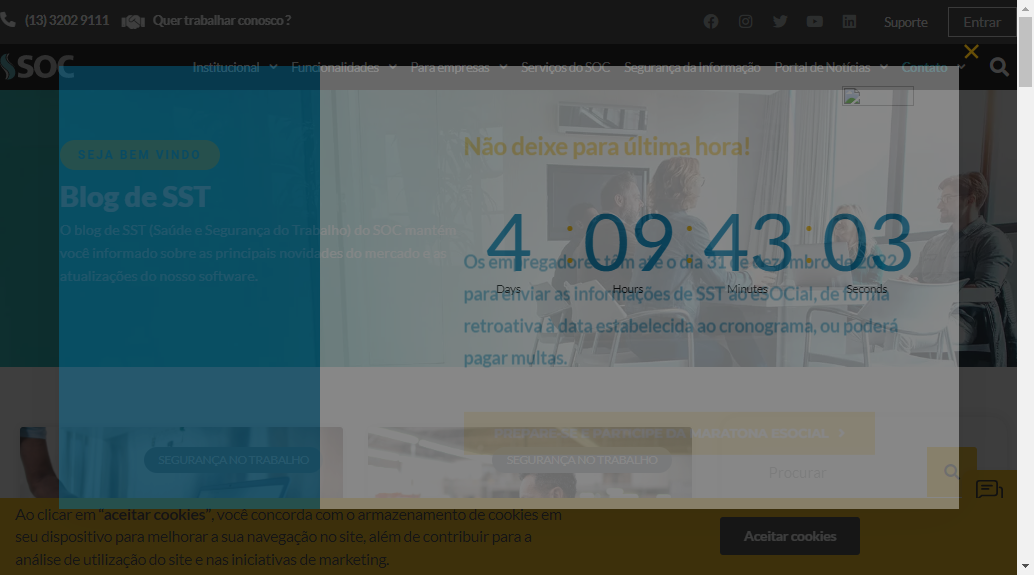 (13) 3202 9111 Quer trabalhar conosco ? Suporte Entrar
SOC Institucional Funcionalidades Para empresas Serviços do SOC Segurança da Informação Portal de Notícias Contato
SEJA BEM VINDO
Blog de SST
O blog de SST (Saúde e Segurança do Trabalho) do SOC mantém
você informado sobre as principais novidades do mercado e as
atualizações do nosso software.
Não deixe para última hora!
4 : 09 : 43 : 03
Days Hours Minutes Seconds
Os empregadores têm até o dia 31 de dezembro de 2022
para enviar as informações de SST ao eSOCial, de forma
retroativa à data estabelecida ao cronograma, ou poderá
pagar multas.
SEGURANÇA NO TRABALHO
SEGURANÇA NO TRABALHO
Procurar
Ao clicar em "aceitar cookies", você concorda com o armazenamento de cookies em
seu dispositivo para melhorar a sua navegação no site, além de contribuir para a
análise de utilização do site e nas iniciativas de marketing.
Aceitar cookies